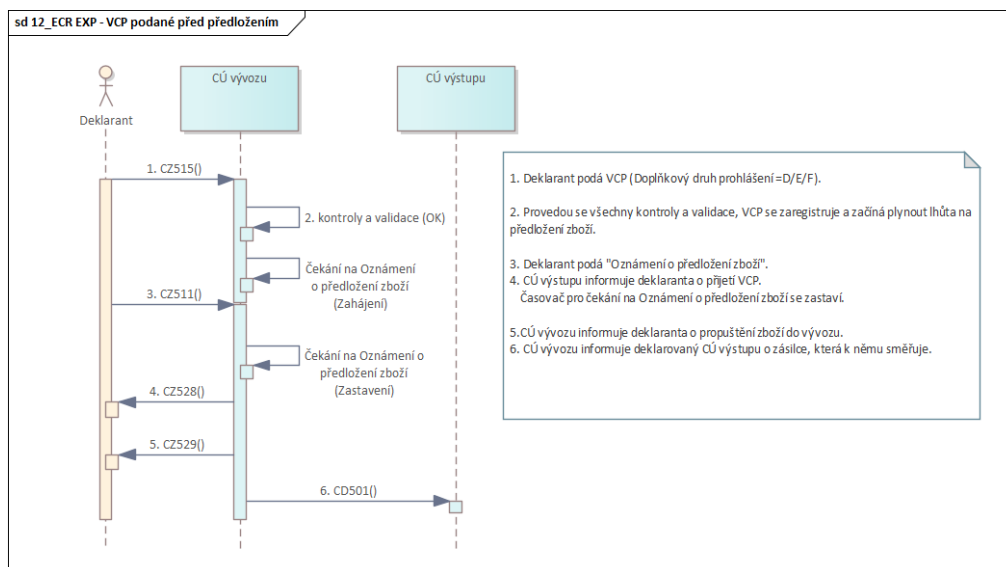 sd 12_ECR EXP - VCP podané před předložením
Deklarant
CÚ vývozu
CÚ výstupu
1. CZ515()
2. kontroly a validace (OK)
Čekání na Oznámení
o předložení zboží
(Zahájení)
3. CZ511()
Čekání na Oznámení o
předložení zboží
(Zastavení)
4. CZ528()
5. CZ529()
6. CD501()
1. Deklarant podá VCP (Doplňkový druh prohlášení =D/E/F).
2. Provedou se všechny kontroly a validace, VCP se zaregistruje a začíná plynout lhůta na
předložení zboží.
3. Deklarant podá "Oznámení o předložení zboží".
4. CÚ výstupu informuje deklaranta o přijetí VCP.
Časovač pro čekání na Oznámení o předložení zboží se zastaví.
5.CÚ vývozu informuje deklaranta o propuštění zboží do vývozu.
6. CÚ vývozu informuje deklarovaný CÚ výstupu o zásilce, která k němu směřuje.